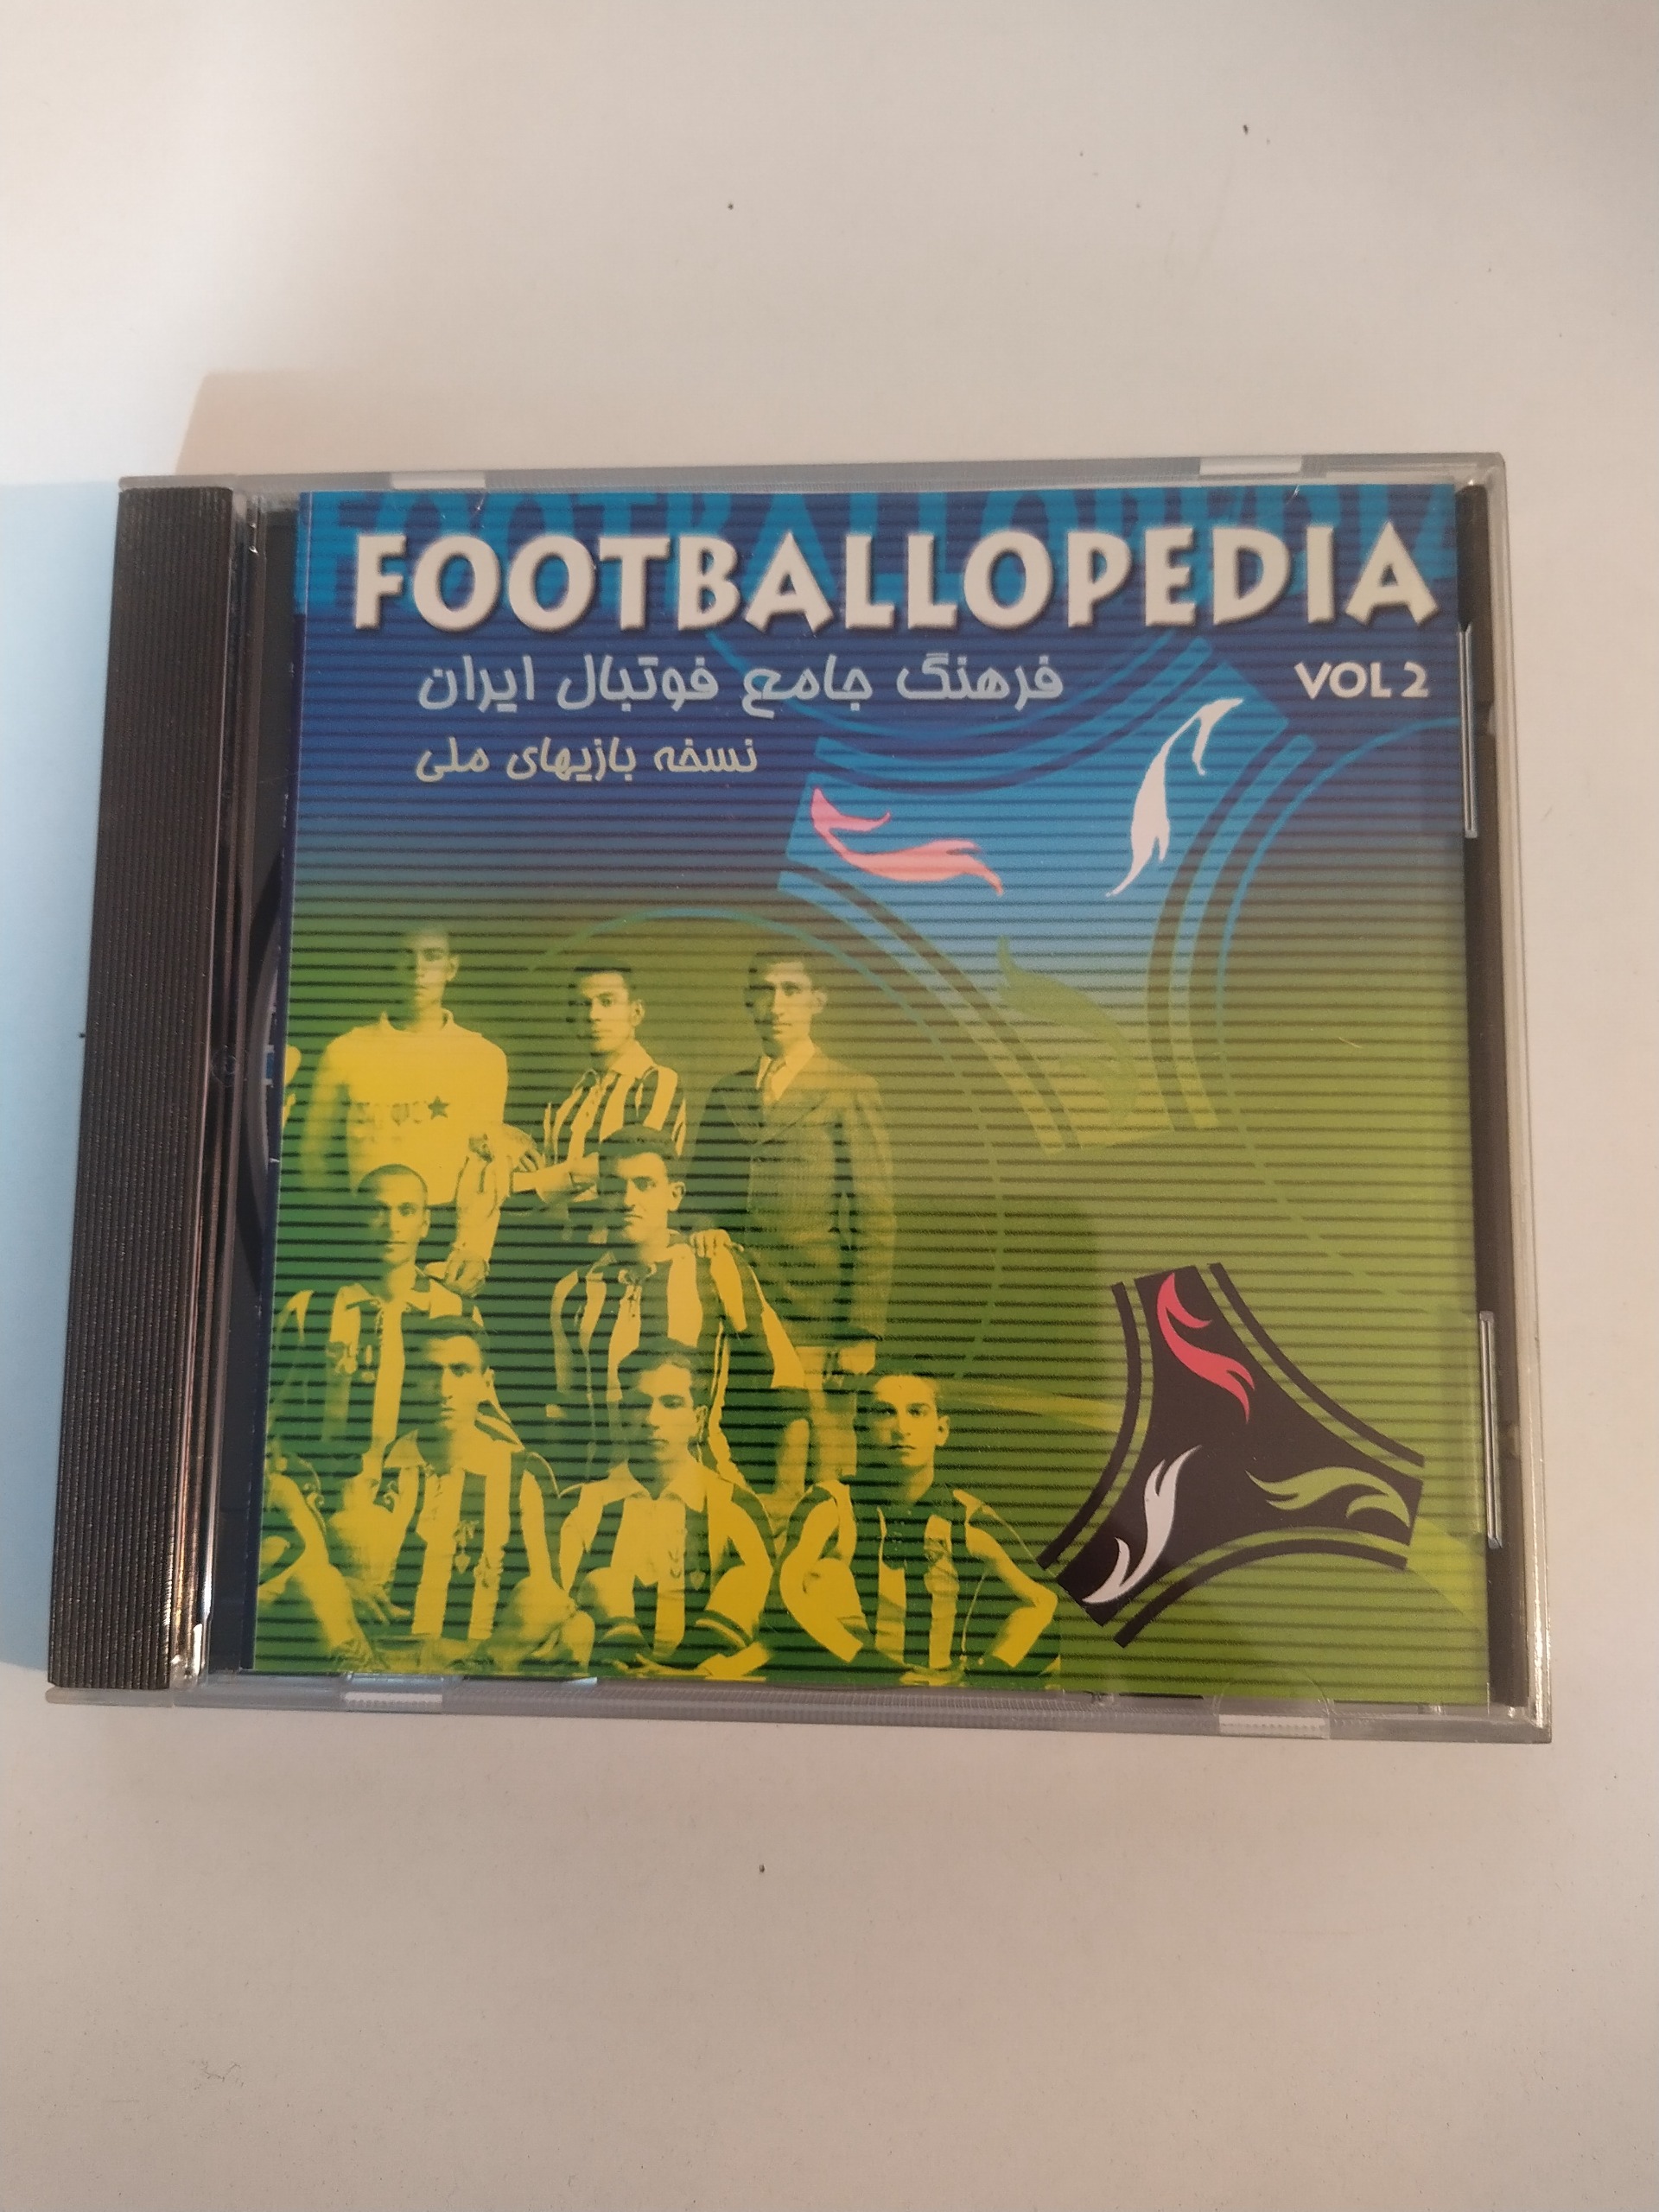 FOOTBALLOPEDIA
فرهنگ جامع فوتبال ایران
VOL 2
نسخه بازیهای ملی